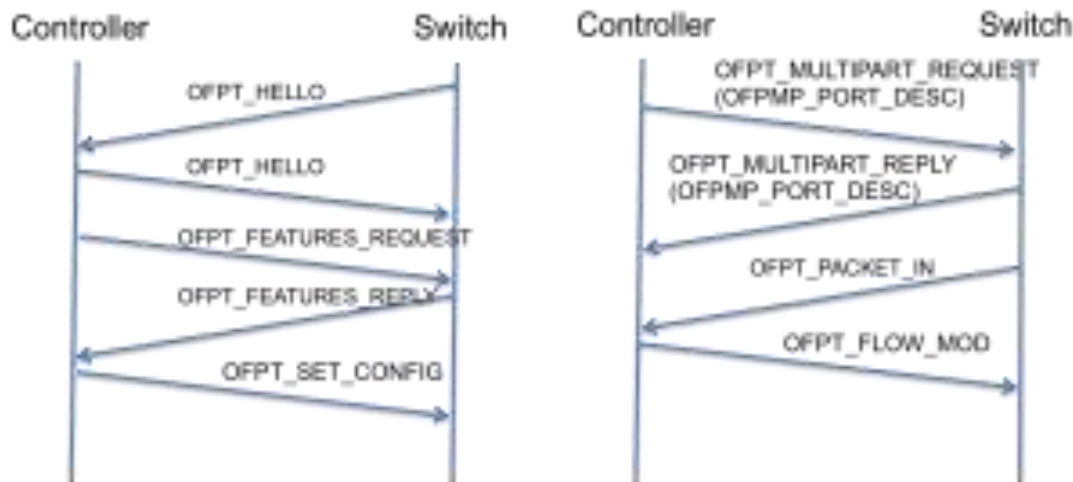 Controller
Switch
OFPT_HELLO
OFPT_HELLO
OFPT_FEATURES_REQUEST
OFPT_FEATURES_REPLY
OFPT_SET_CONFIG
Controller
Switch
OFPT_MULTIPART_REQUEST
(OFPMP_PORT_DESC)
OFPT_MULTIPART_REPLY
(OFPMP_PORT_DESC)
OFPT_PACKET_IN
OFPT_FLOW_MOD